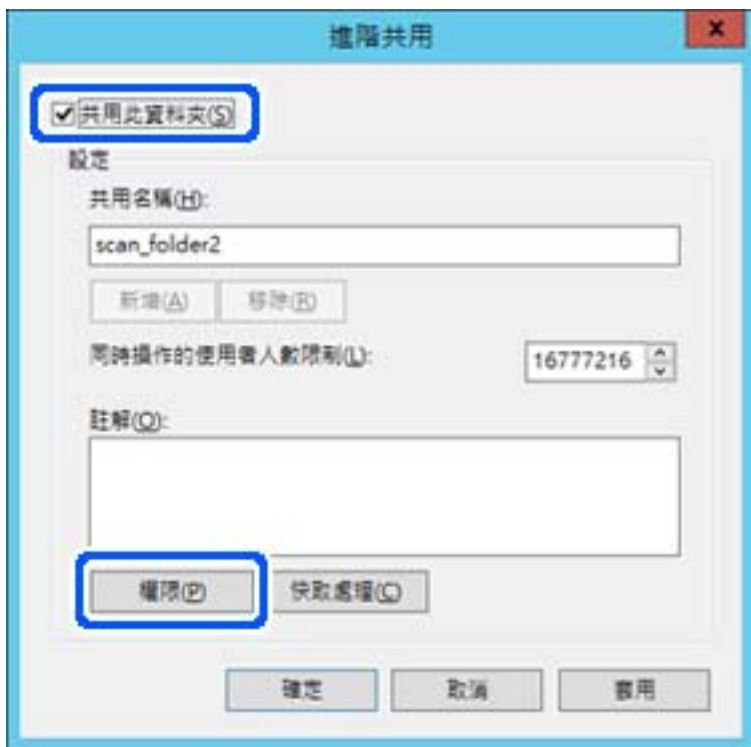 進階共用
共用此資料夾(S)
設定
共用名稱(H):
scan_folder2
新增(A) 移除(R)
同時操作的使用者人數限制(L):
16777216
註解(O):
權限(P) 快取處理(C)
確定 取消 套用